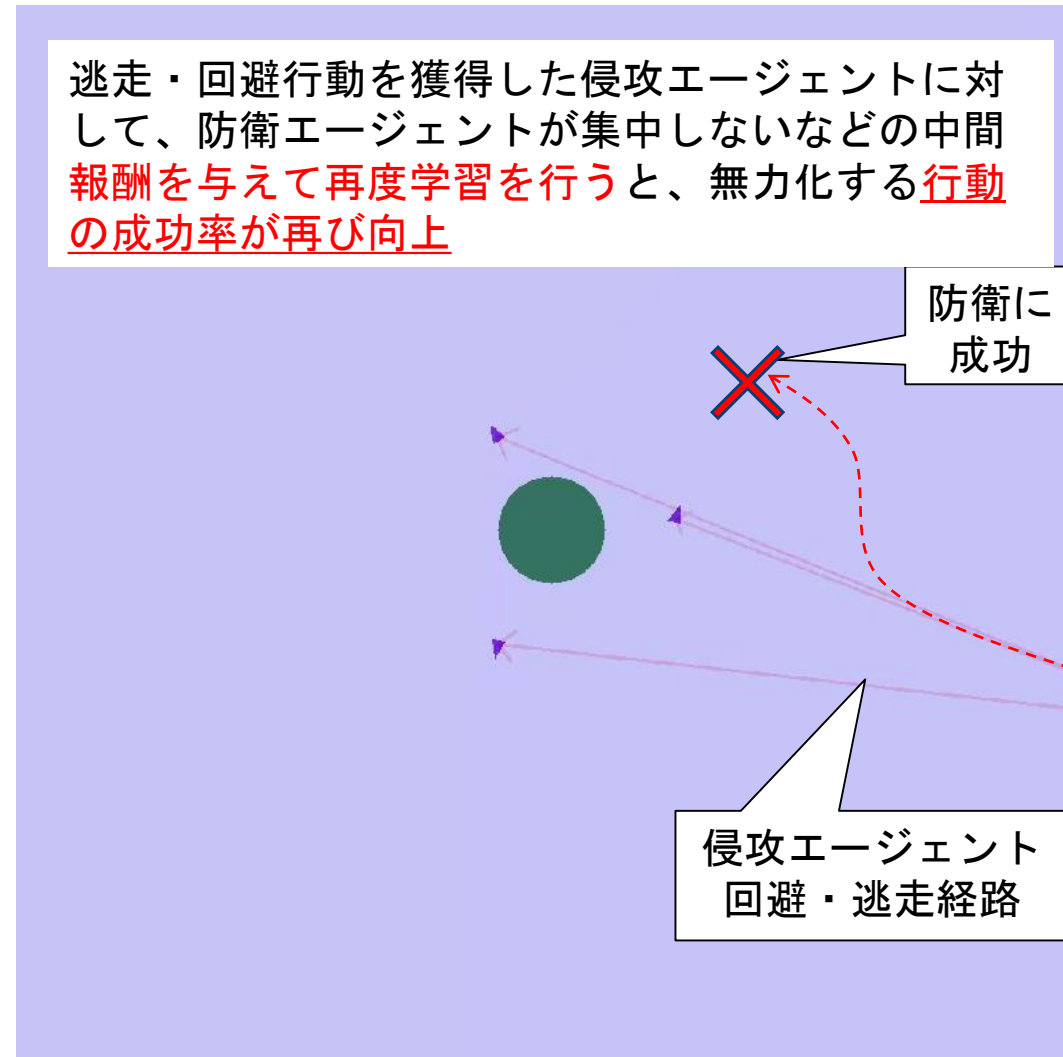 逃走・回避行動を獲得した侵攻エージェントに対
して、防衛エージェントが集中しないなどの中間
報酬を与えて再度学習を行うと、無力化する行動
の成功率が再び向上
防衛に
成功
侵攻エージェント
回避・逃走経路